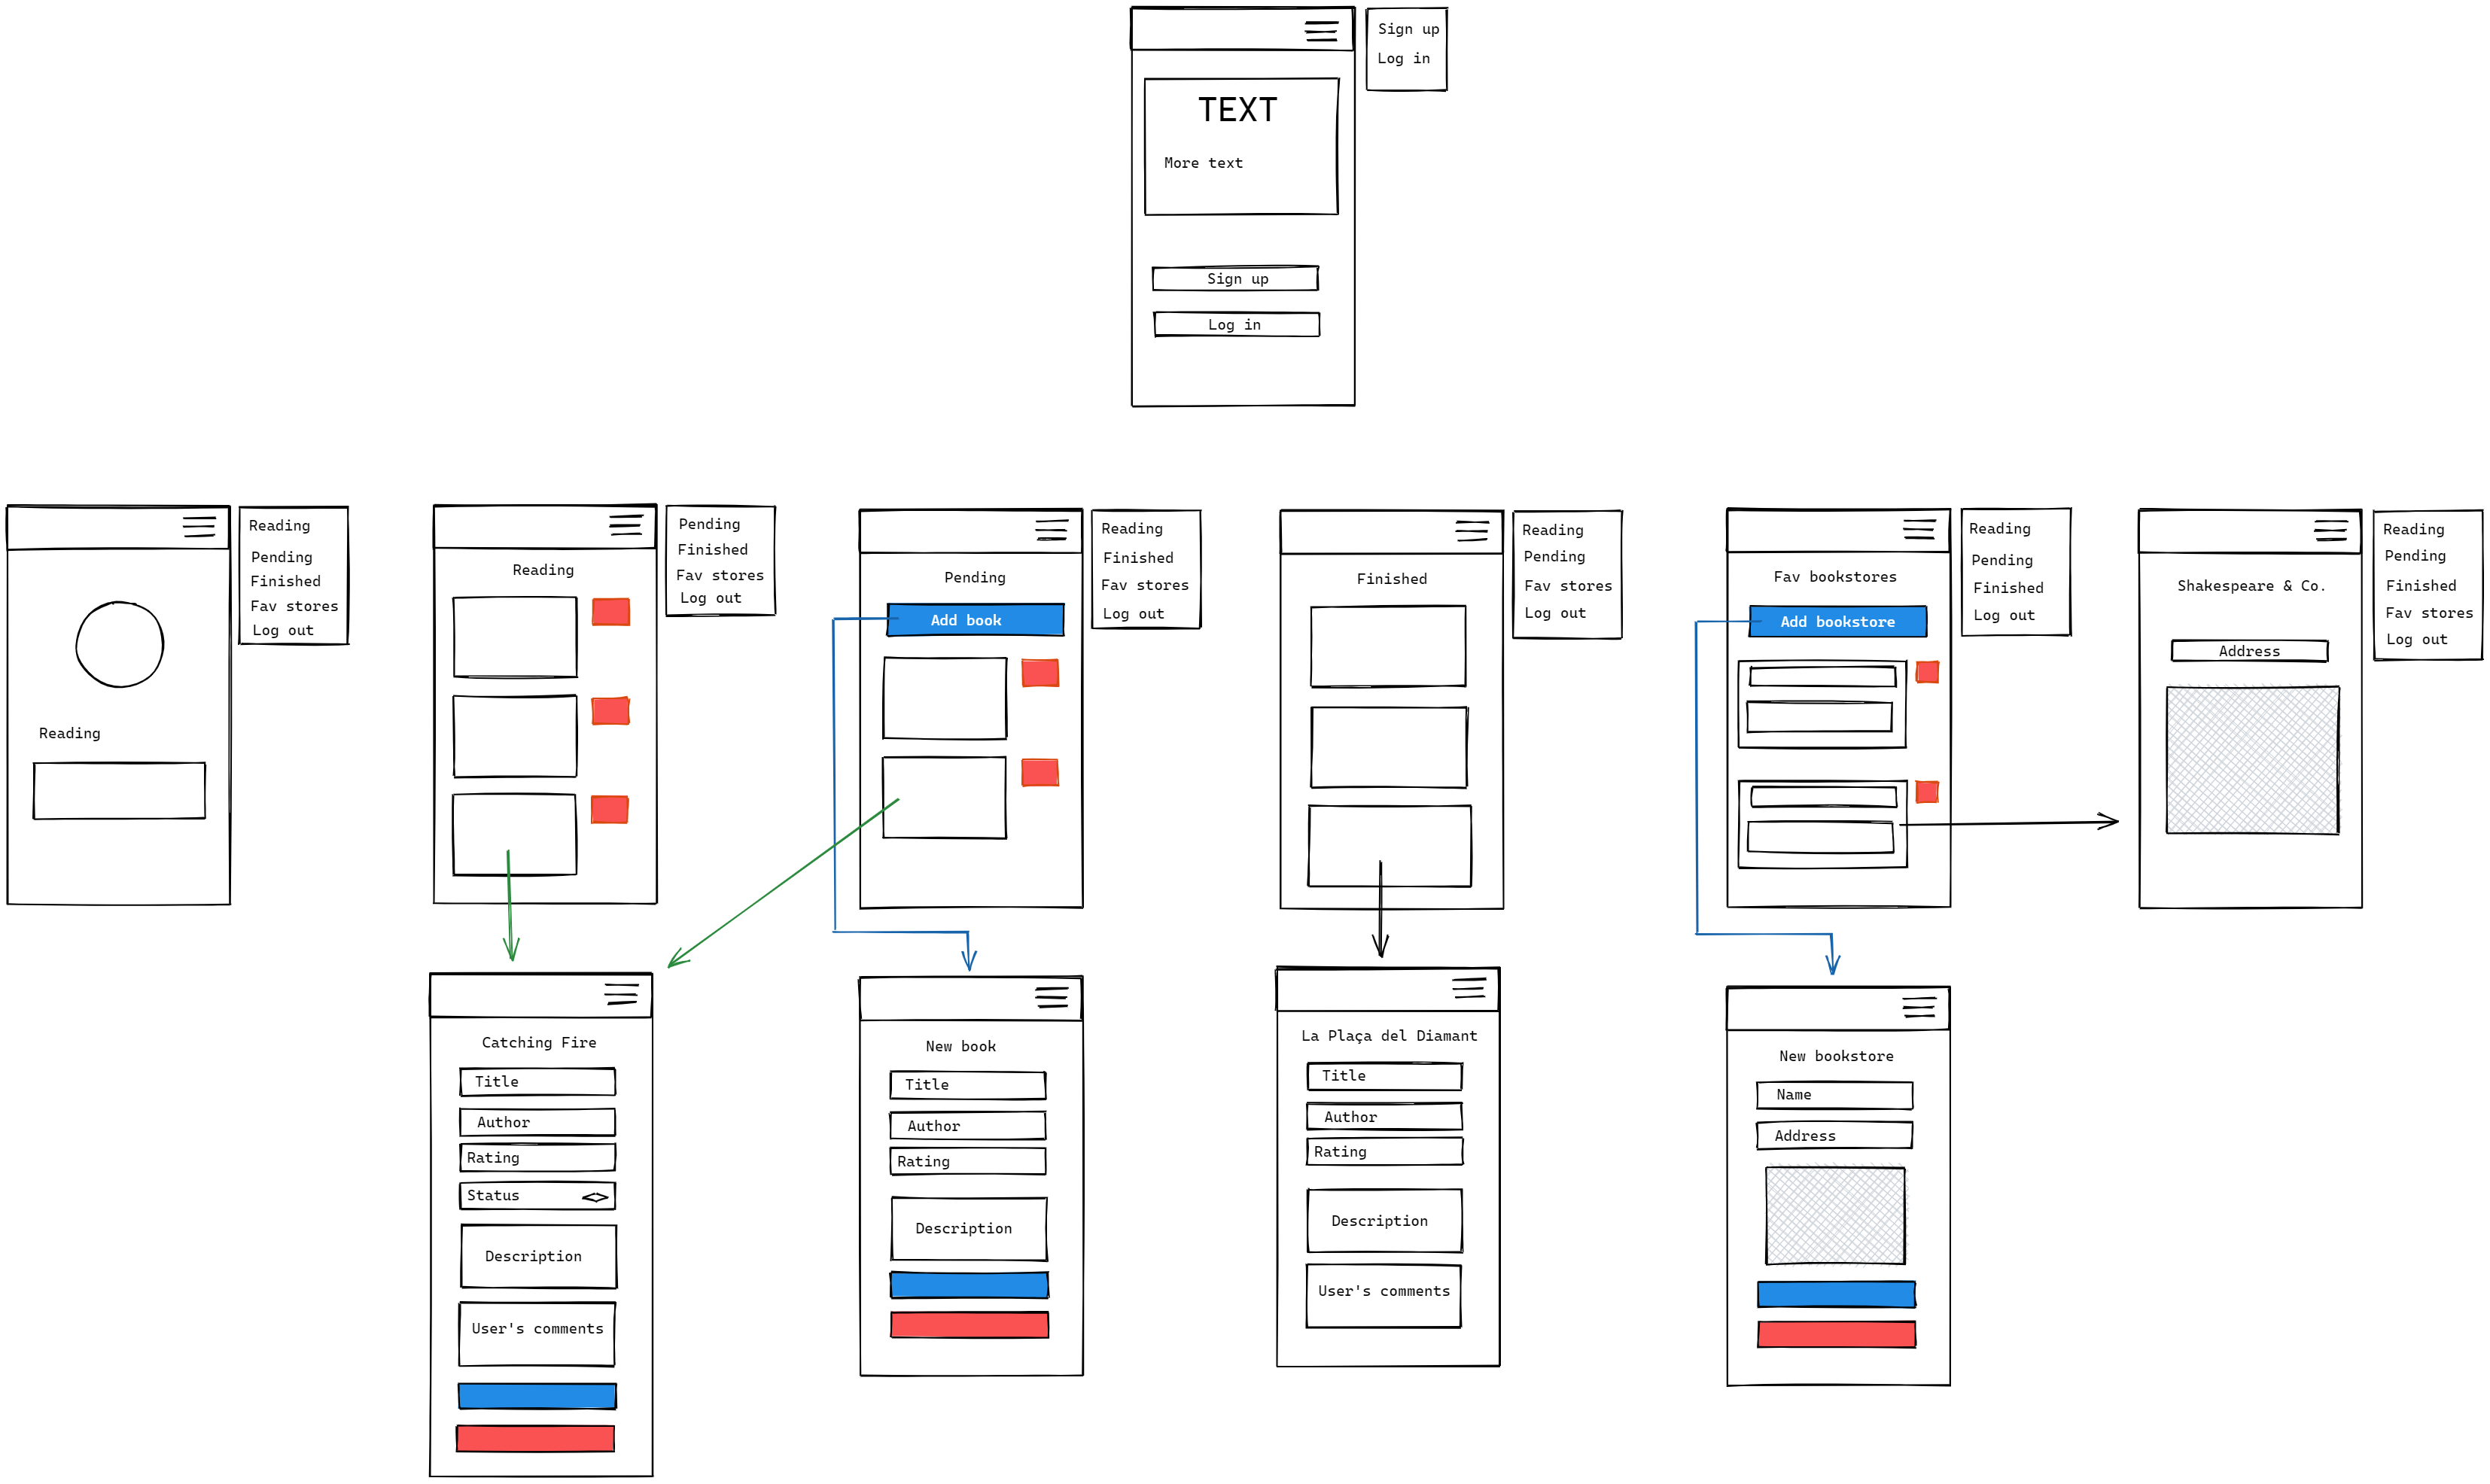 Sign up
Log in
TEXT
More text
Sign up
Log in
Reading
Reading
Pending
Finished
Fav stores
Log out
Reading
Pending
Finished
Fav stores
Log out
Pending
Add book
Reading
Finished
Fav stores
Log out
Finished
Reading
Pending
Fav stores
Log out
Fav bookstores
Add bookstore
Reading
Pending
Finished
Log out
Shakespeare & Co.
Address
Reading
Pending
Finished
Fav stores
Log out
Catching Fire
Title
Author
Rating
Status <>
Description
User's comments
New book
Title
Author
Rating
Description
La Plaça del Diamant
Title
Author
Rating
Description
User's comments
New bookstore
Name
Address